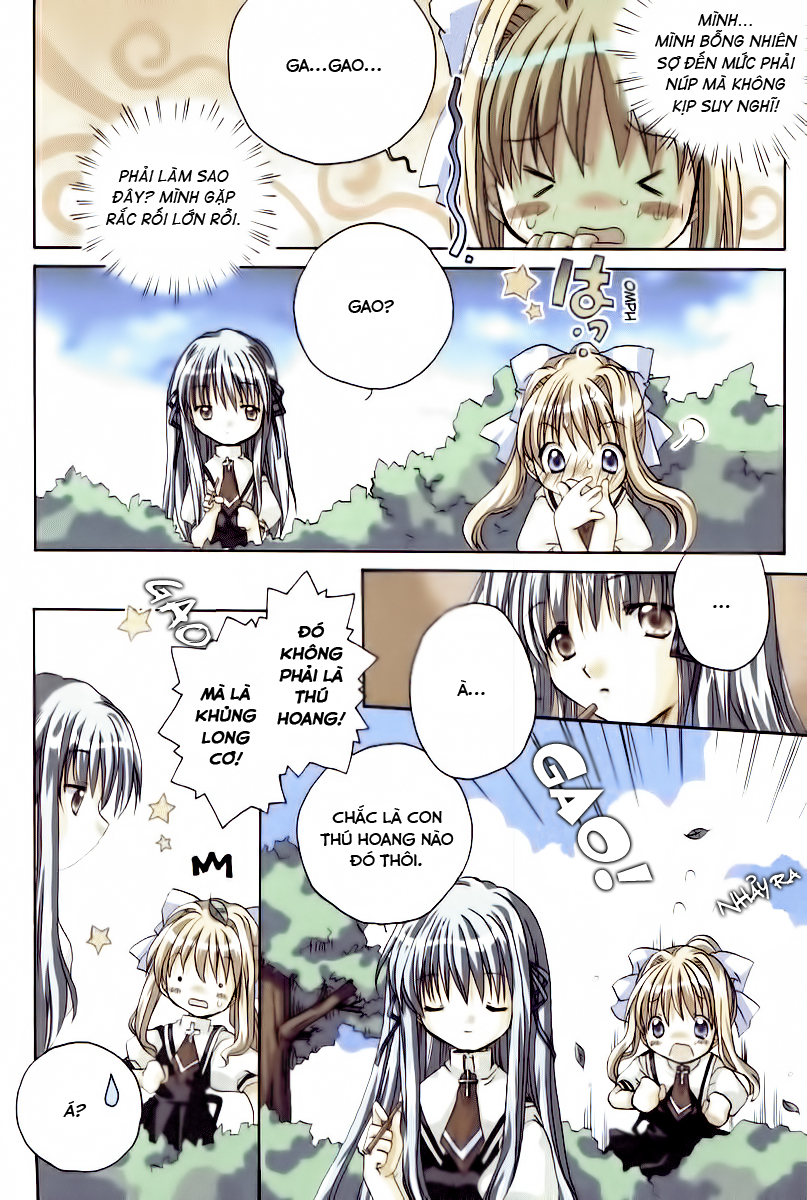 MÌNH...
MÌNH BỖNG NHIÊN
SỢ ĐẾN MỨC PHẢI
NÚP MÀ KHÔNG
KỊP SUY NGHĨ!
GA...GAO...
PHẢI LÀM SAO
ĐÂY? MÌNH GẶP
RẮC RỐI LỚN RỒI.
はっ
OMPH
GAO?
...
À...
GAO!
NHẢY RA
CHẮC LÀ CON
THÚ HOANG NÀO
ĐÓ THÔI.
ĐÓ
KHÔNG
PHẢI LÀ
THÚ
HOANG!
MÀ LÀ
KHỦNG
LONG
CƠ!
GAO
Á?